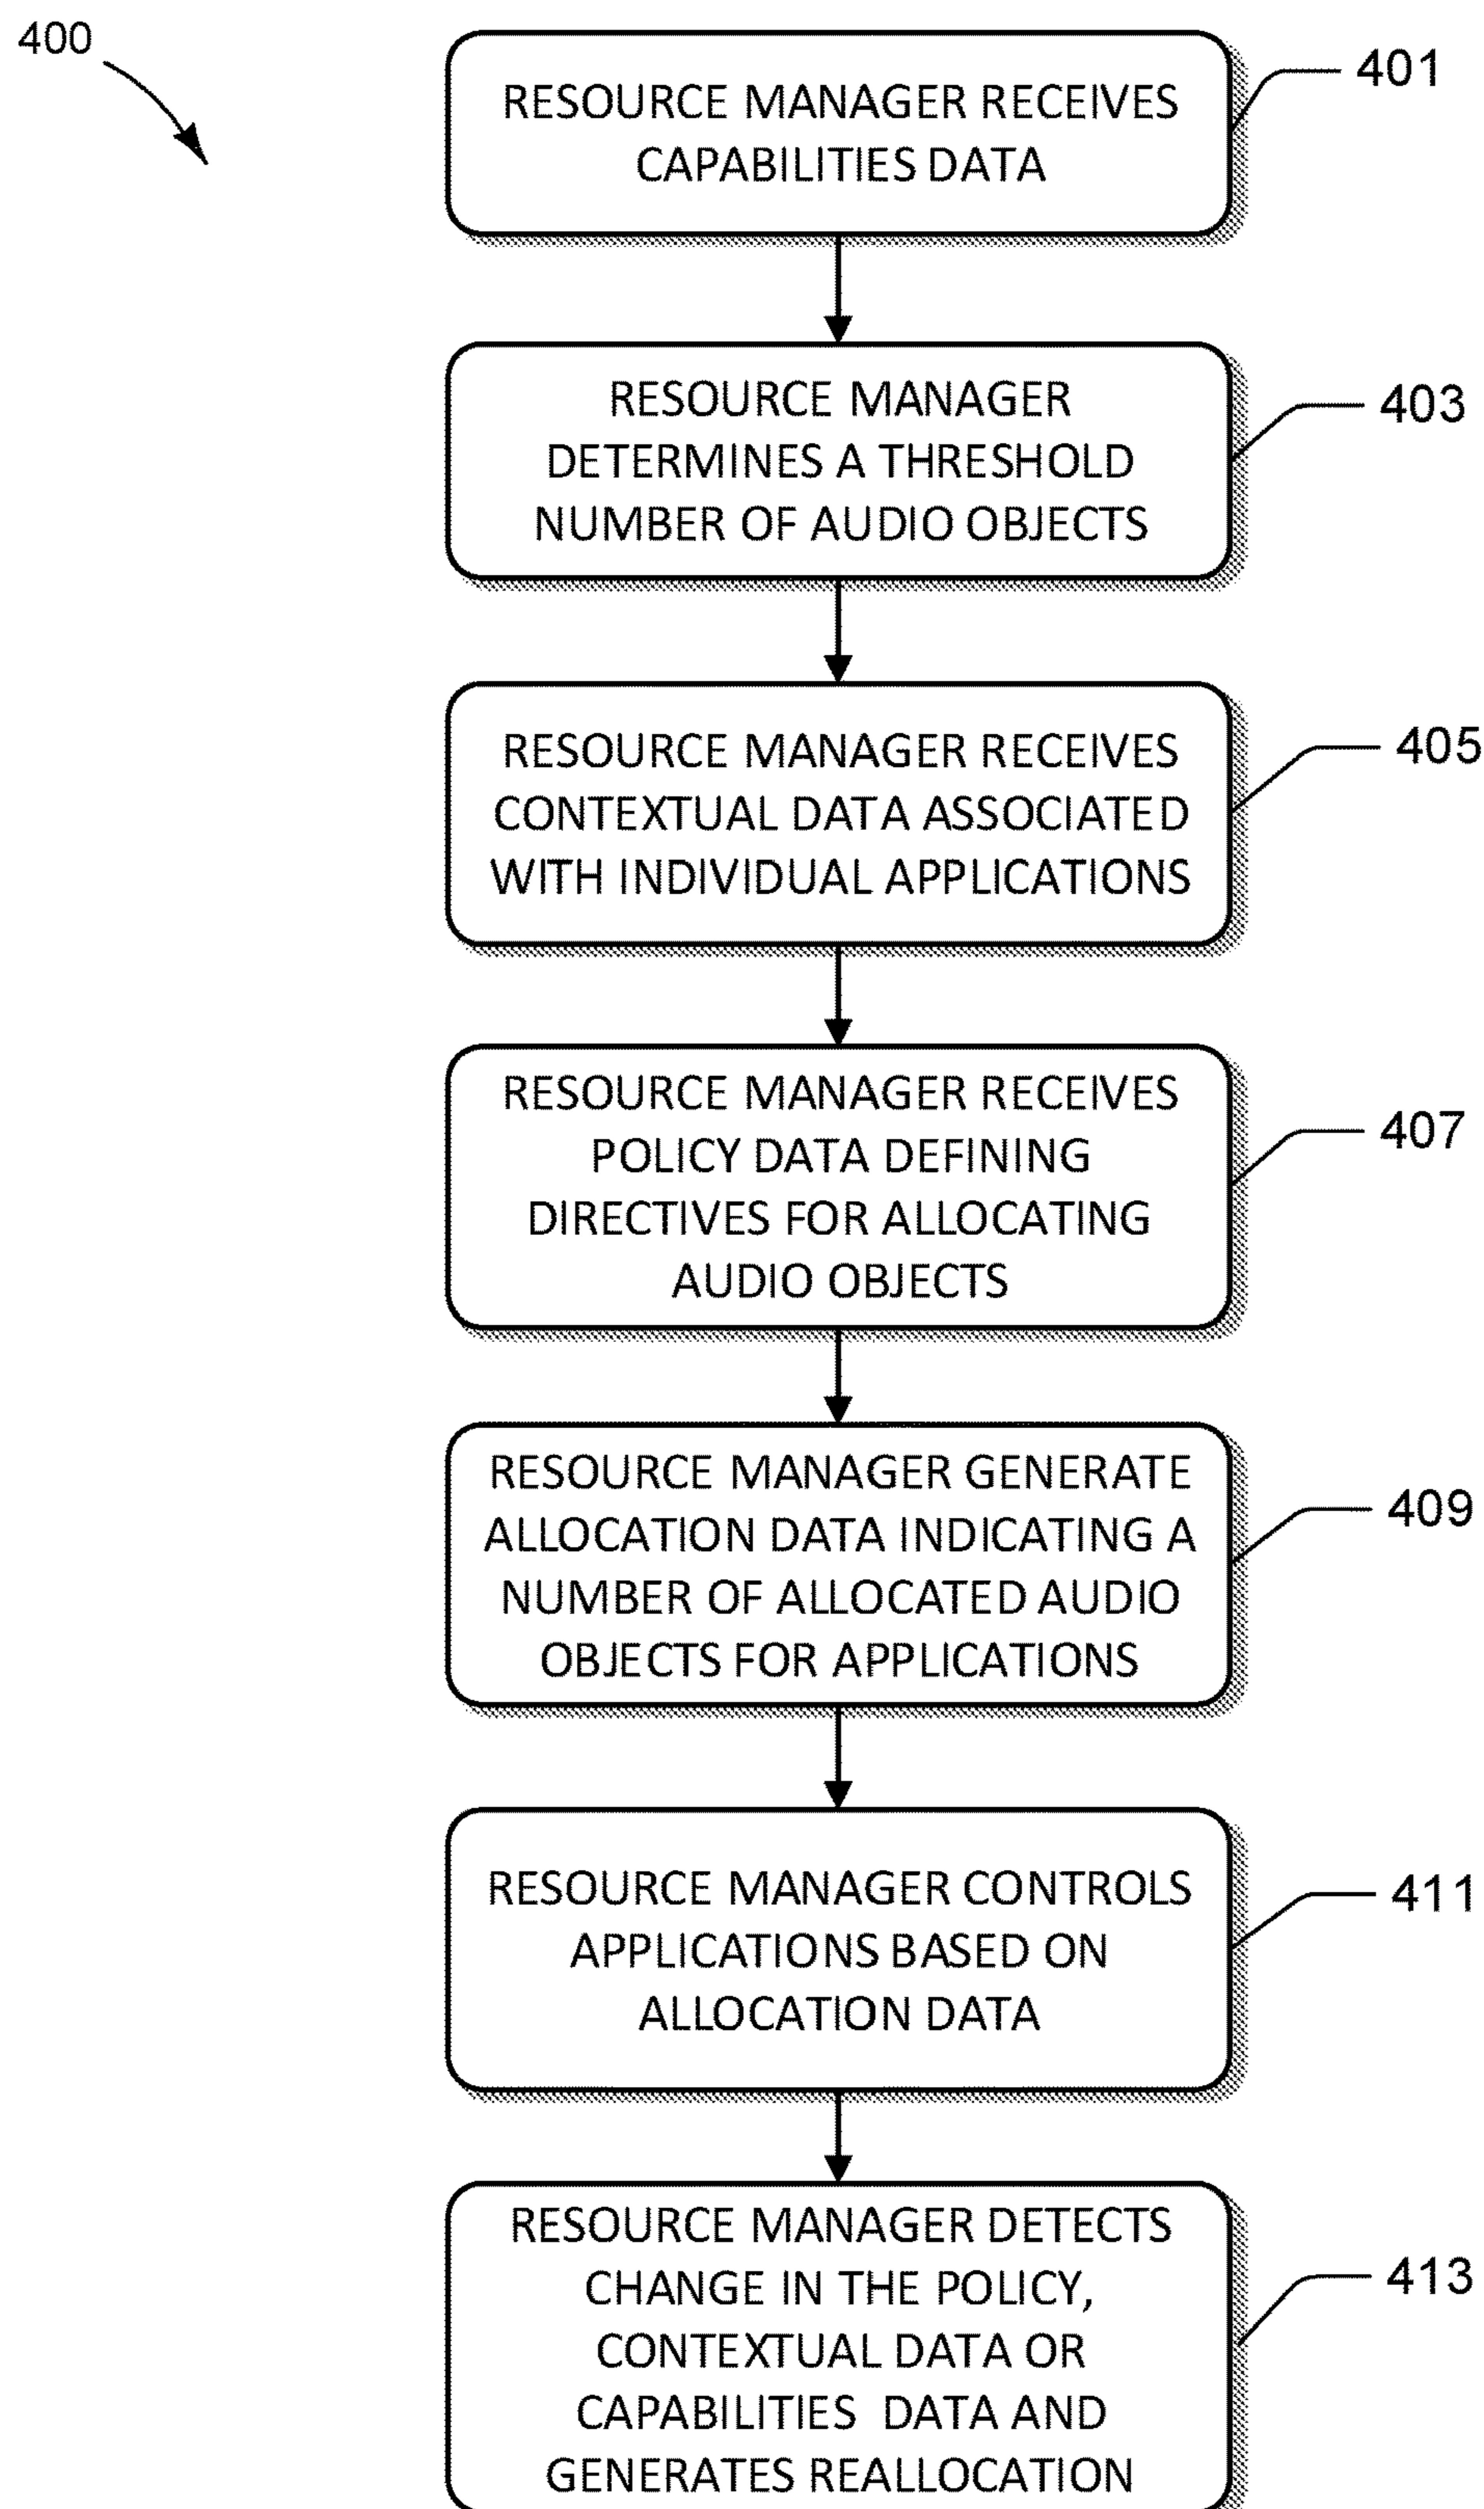 400
RESOURCE MANAGER RECEIVES
CAPABILITIES DATA
401
RESOURCE MANAGER
DETERMINES A THRESHOLD
NUMBER OF AUDIO OBJECTS
403
RESOURCE MANAGER RECEIVES
CONTEXTUAL DATA ASSOCIATED
WITH INDIVIDUAL APPLICATIONS
405
RESOURCE MANAGER RECEIVES
POLICY DATA DEFINING
DIRECTIVES FOR ALLOCATING
AUDIO OBJECTS
407
RESOURCE MANAGER GENERATE
ALLOCATION DATA INDICATING A
NUMBER OF ALLOCATED AUDIO
OBJECTS FOR APPLICATIONS
409
RESOURCE MANAGER CONTROLS
APPLICATIONS BASED ON
ALLOCATION DATA
411
RESOURCE MANAGER DETECTS
CHANGE IN THE POLICY,
CONTEXTUAL DATA OR
CAPABILITIES DATA AND
GENERATES REALLOCATION
413